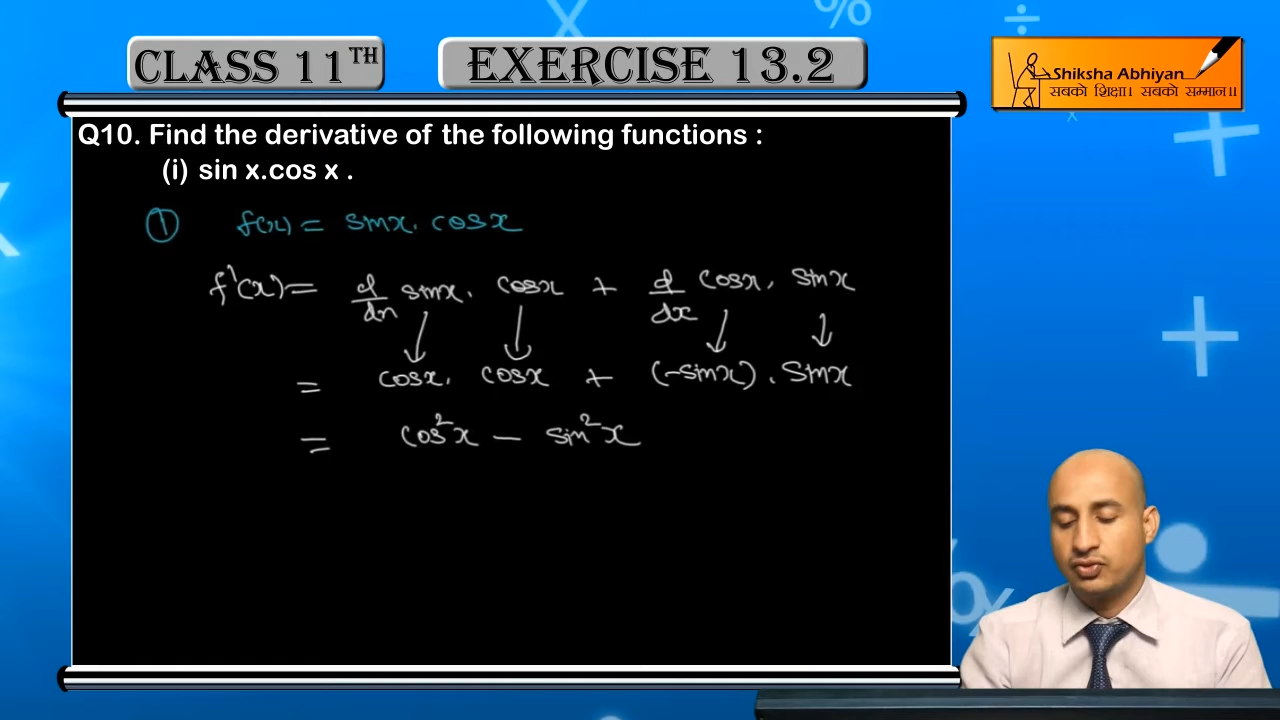 CLASS 11TH
EXERCISE 13.2
Shiksha Abhiyan
सबको शिक्षा। सबको सम्मान।।
Q10. Find the derivative of the following functions :
(i) sin x.cos x .
① f(x) = sinx. cosx
f'(x) = d/dx sinx. cosx + d/dx cosx. sinx
= cosx. cosx + (-sinx). sinx
= cos²x - sin²x